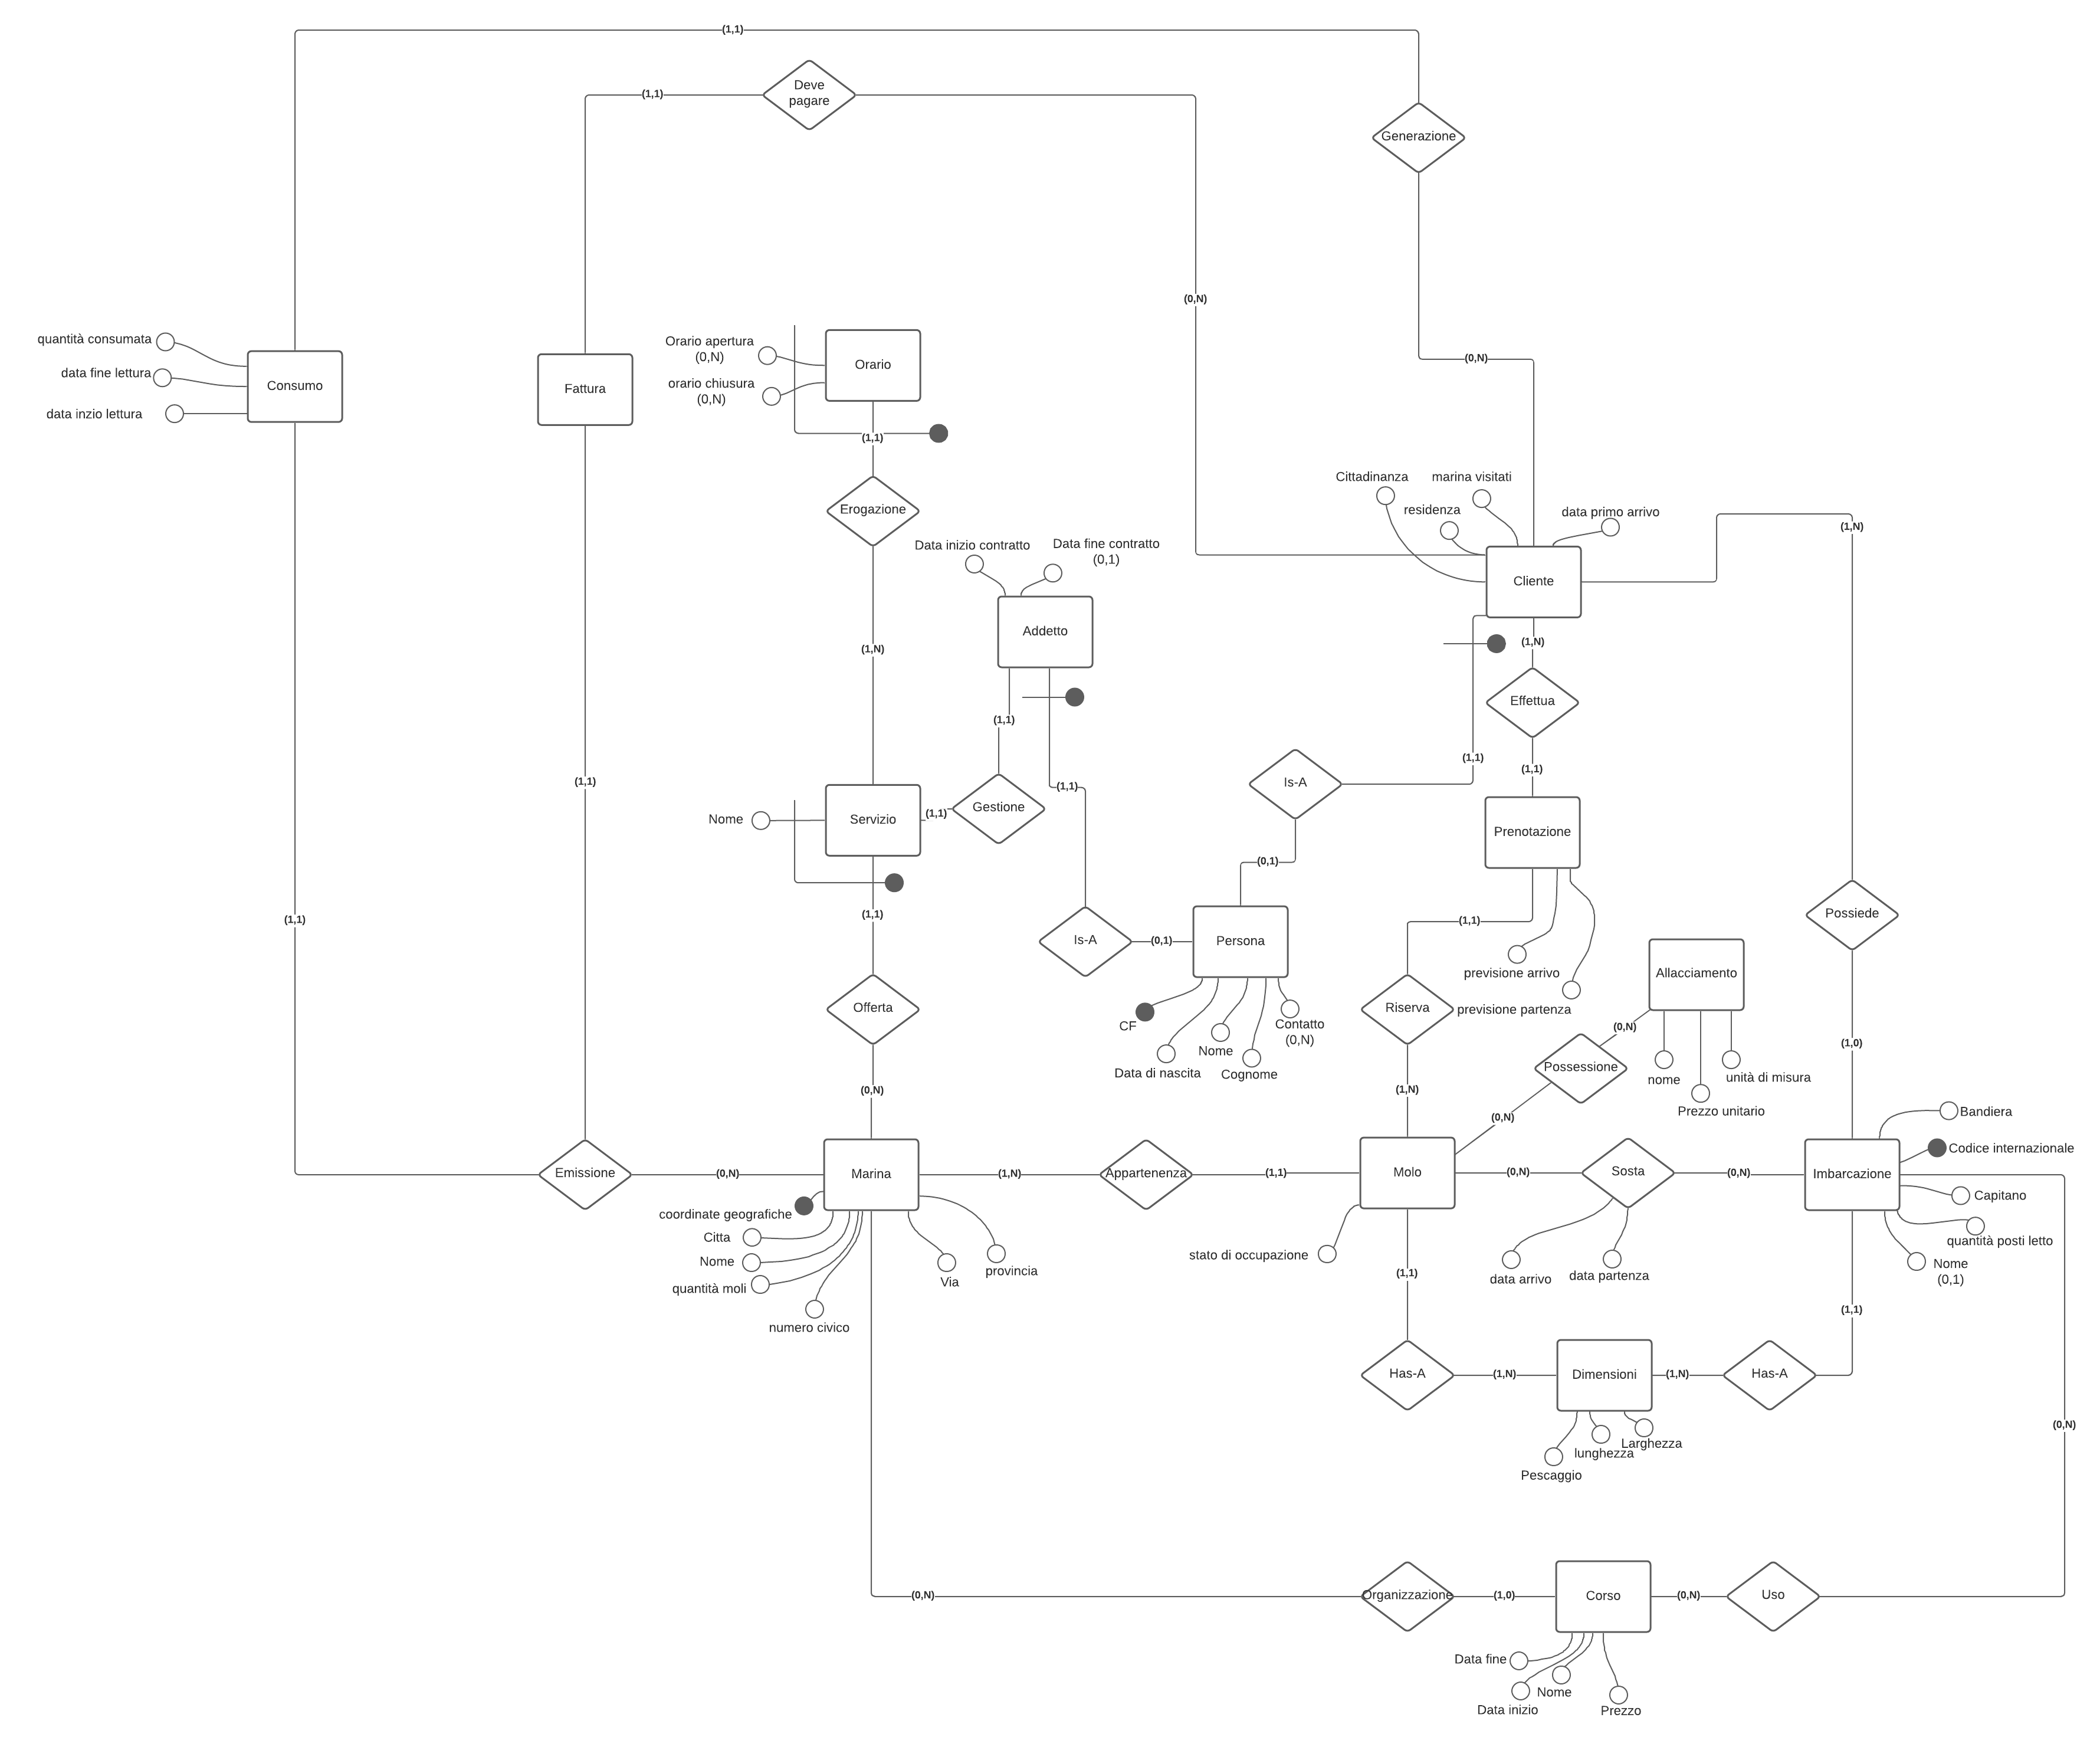 (1,1)
Deve
pagare
(1,1)
Generazione
(0,N)
quantità consumata
data fine lettura
data inzio lettura
Consumo
Fattura
Orario apertura
(0,N)
orario chiusura
(0,N)
Orario
(0,N)
(1,1)
Erogazione
Cittadinanza
marina visitati
residenza
data primo arrivo
(1,N)
Data inizio contratto
Data fine contratto
(0,1)
Cliente
Addetto
(1,N)
(1,N)
Effettua
(1,1)
(1,1)
(1,1)
(1,1)
(1,1)
Is-A
Nome
Servizio
(1,1)
Gestione
Prenotazione
(0,1)
(1,1)
(1,1)
(1,1)
Possiede
Is-A
(0,1)
Persona
previsione arrivo
Allacciamento
Offerta
Riserva
previsione partenza
CF
Contatto
(0,N)
(0,N)
(1,0)
Data di nascita
Nome
Cognome
Possessione
nome
unità di misura
Prezzo unitario
(0,N)
(1,N)
(0,N)
Bandiera
Codice internazionale
Emissione
(0,N)
Marina
(1,N)
Appartenenza
(1,1)
Molo
(0,N)
Sosta
(0,N)
Imbarcazione
Capitano
coordinate geografiche
Citta
Nome
quantità moli
numero civico
Via
provincia
stato di occupazione
data arrivo
data partenza
quantità posti letto
Nome
(0,1)
(1,1)
(1,1)
Has-A
(1,N)
Dimensioni
(1,N)
Has-A
Larghezza
lunghezza
Pescaggio
(0,N)
(0,N)
Organizzazione
(1,0)
Corso
(0,N)
Uso
Data fine
Nome
Data inizio
Prezzo